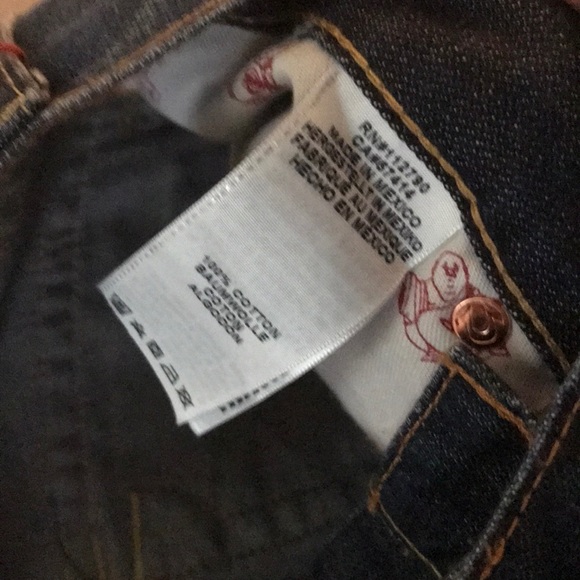 RN#112790
CA#57414
MADE IN MEXICO
HERGESTELLT IN MEXIKO
FABRIQUE AU MEXIQUE
HECHO EN MEXICO
100% COTTON
BAUMWOLLE
COTON
ALGODON